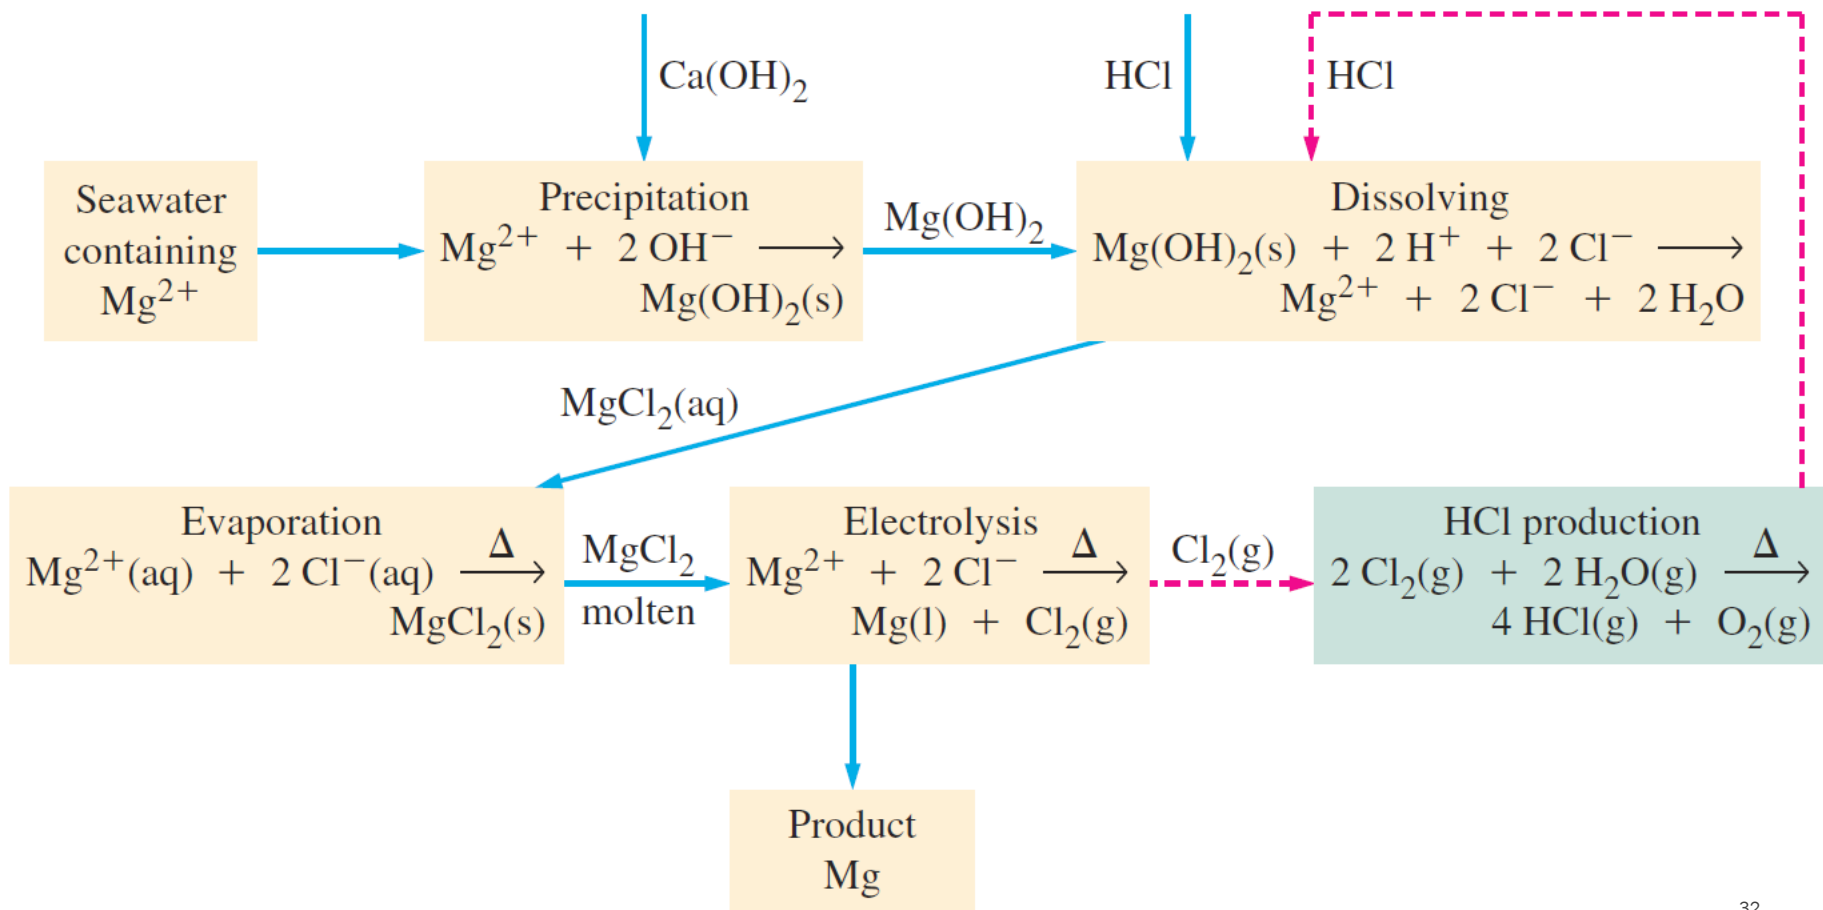 Ca(OH)₂
HCl
HCl
Seawater
containing
Mg²⁺
Precipitation
Mg²⁺ + 2 OH⁻ ⟶
Mg(OH)₂(s)
Mg(OH)₂
Dissolving
Mg(OH)₂(s) + 2 H⁺ + 2 Cl⁻ ⟶
Mg²⁺ + 2 Cl⁻ + 2 H₂O
MgCl₂(aq)
Evaporation
Mg²⁺(aq) + 2 Cl⁻(aq) Δ⟶
MgCl₂(s)
MgCl₂
molten
Electrolysis
Mg²⁺ + 2 Cl⁻ Δ⟶
Mg(l) + Cl₂(g)
Cl₂(g)
HCl production
2 Cl₂(g) + 2 H₂O(g) Δ⟶
4 HCl(g) + O₂(g)
Product
Mg
32